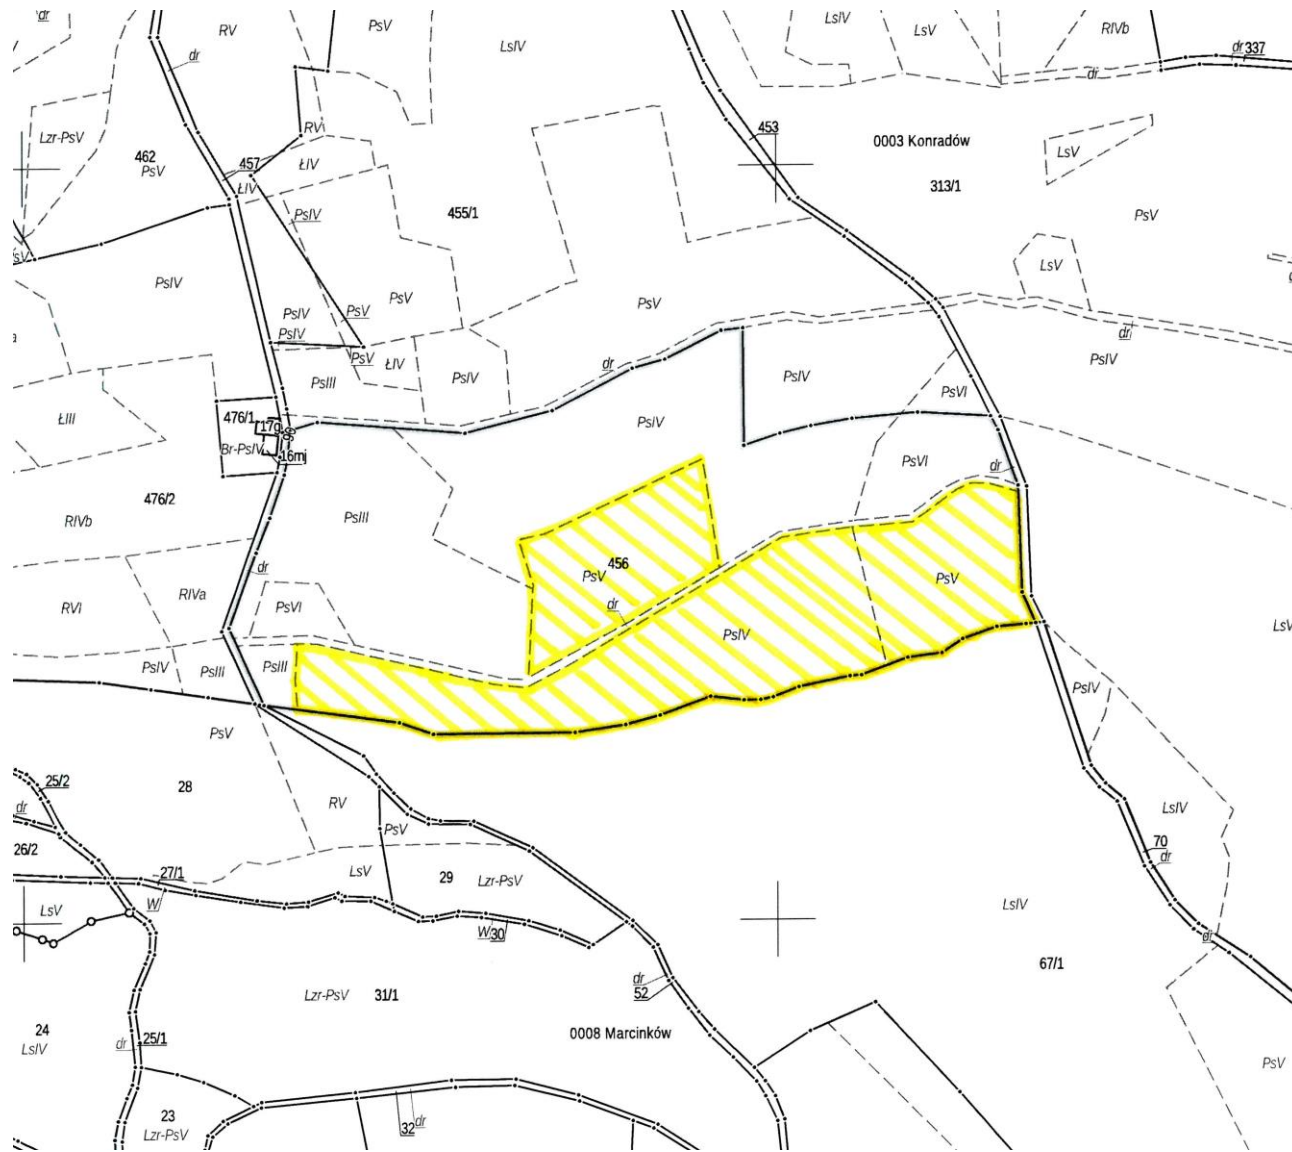 dr
RV
PsV
LsIV
LsIV
LsV
RIVb
dr 337
dr
dr
Lzr-PsV
462
PsV
457
ŁIV
RV
ŁIV
PsIV
455/1
453
0003 Konradów
313/1
LsV
PsV
LsV
PsIV
PsIV
PsIV
PsV
PsV
PsV
PsV
ŁIV
PsIII
PsIV
dr
PsIV
PsVI
dr
PsIV
ŁIII
476/1
17g
Br-PsIV
16mj
PsIV
PsVI
dr
476/2
RIVb
PsIII
dr
RVI
RIVa
PsVI
456
PsV
dr
PsV
PsIV
LsV
PsIV
PsIII
PsIII
PsIV
PsV
28
25/2
dr
26/2
RV
PsV
LsIV
70
dr
27/1
W
LsV
29
Lzr-PsV
LsV
W
30
LsIV
dr
67/1
Lzr-PsV
31/1
dr
52
24
LsIV
dr
25/1
0008 Marcinków
PsV
23
Lzr-PsV
32
dr